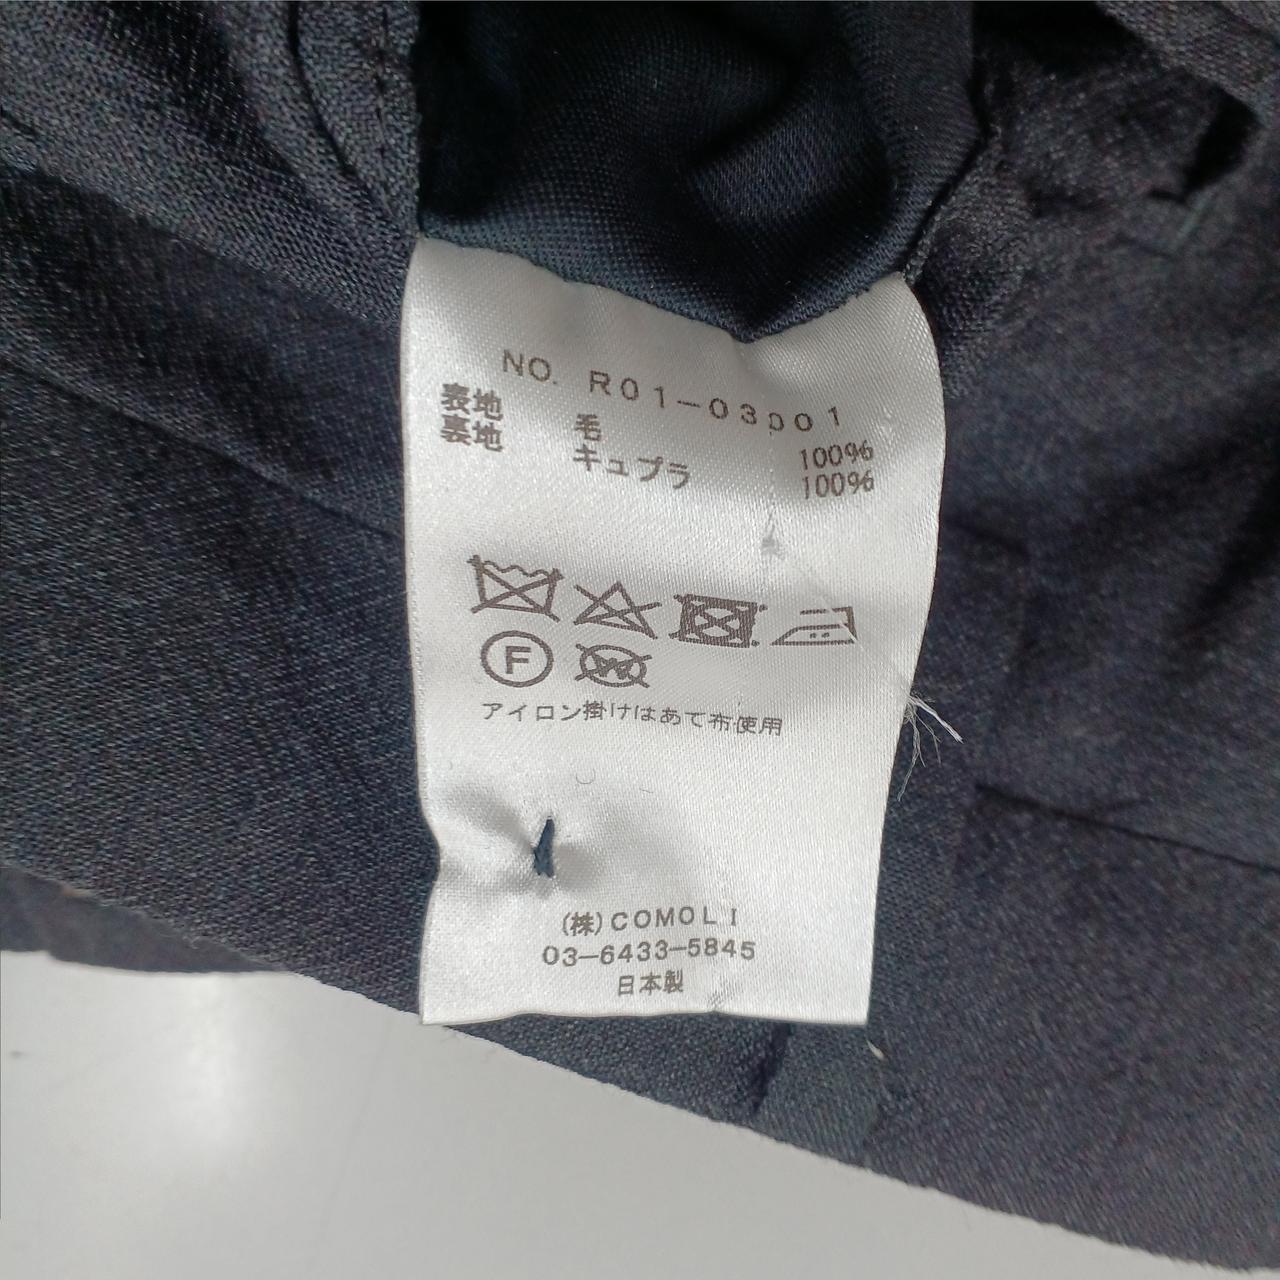 NO. R01-03001
表地 毛 100%
裏地 キュプラ 100%
F
W
アイロン掛けはあて布使用
(株)COMOLI
03-6433-5845
日本製